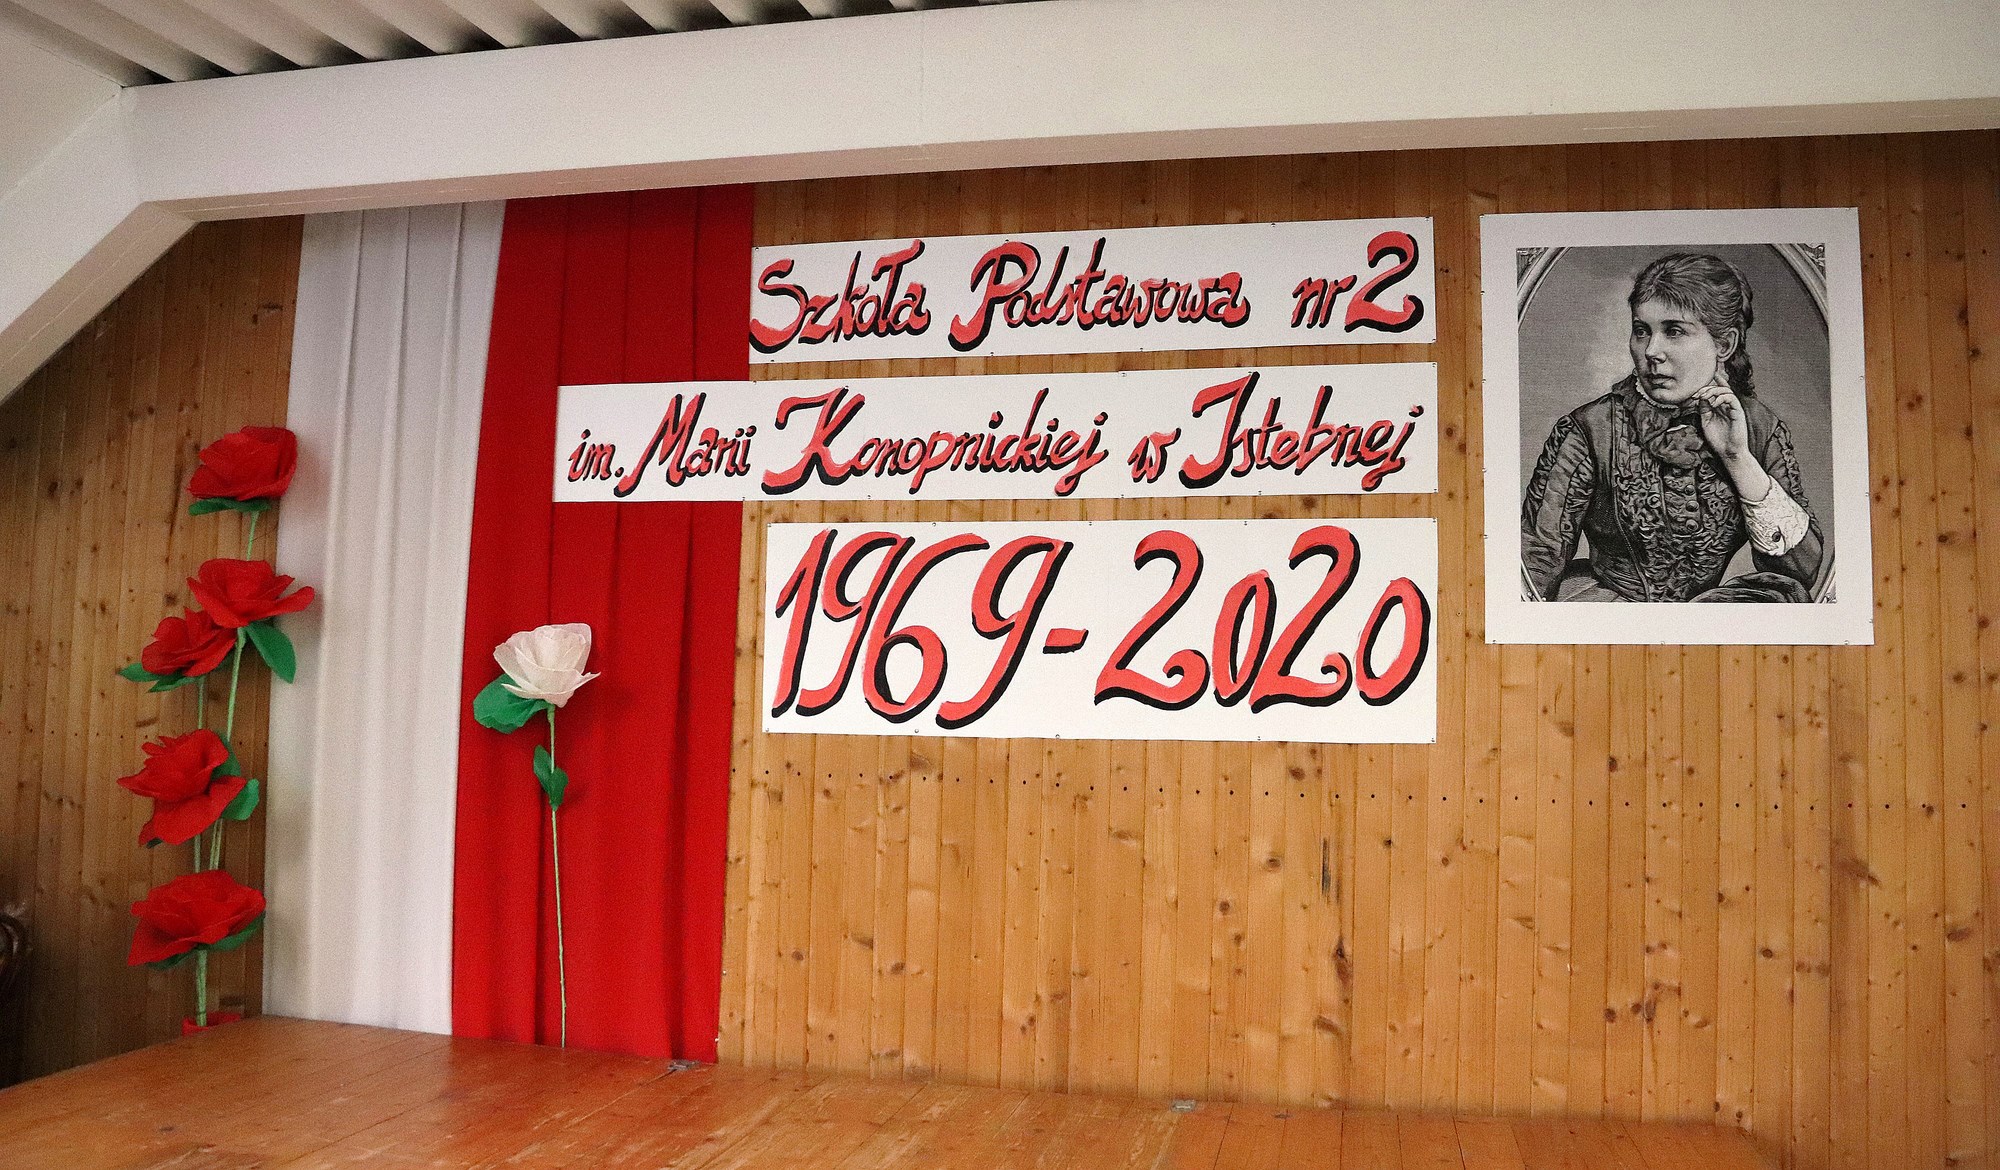 Szkoła Podstawowa nr 2
im. Marii Konopnickiej w Istebnej
1969-2020